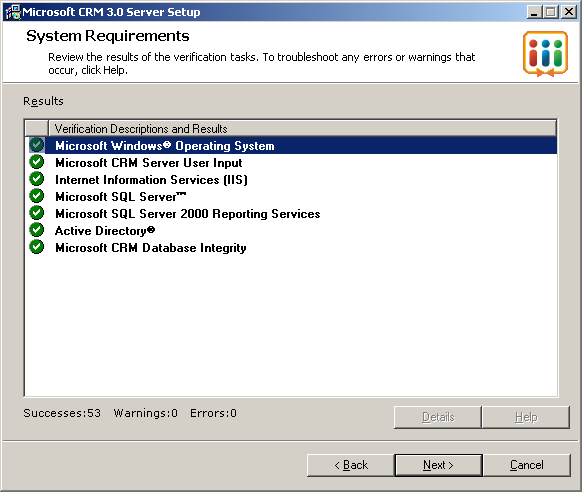 Microsoft CRM 3.0 Server Setup
System Requirements
Review the results of the verification tasks. To troubleshoot any errors or warnings that
occur, click Help.
Results
Verification Descriptions and Results
Microsoft Windows® Operating System
Microsoft CRM Server User Input
Internet Information Services (IIS)
Microsoft SQL Server™
Microsoft SQL Server 2000 Reporting Services
Active Directory®
Microsoft CRM Database Integrity
Successes:53 Warnings:0 Errors:0
Details Help
< Back Next > Cancel